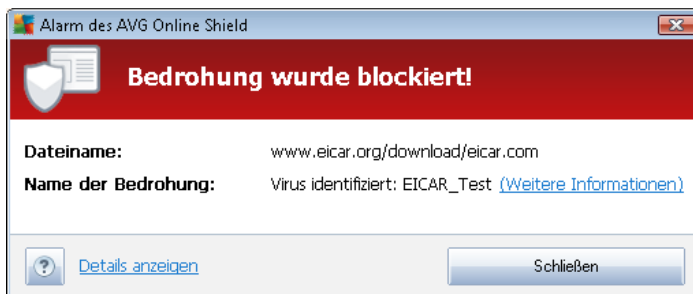 Alarm des AVG Online Shield
Bedrohung wurde blockiert!
Dateiname: www.eicar.org/download/eicar.com
Name der Bedrohung: Virus identifiziert: EICAR_Test (Weitere Informationen)
? Details anzeigen Schließen